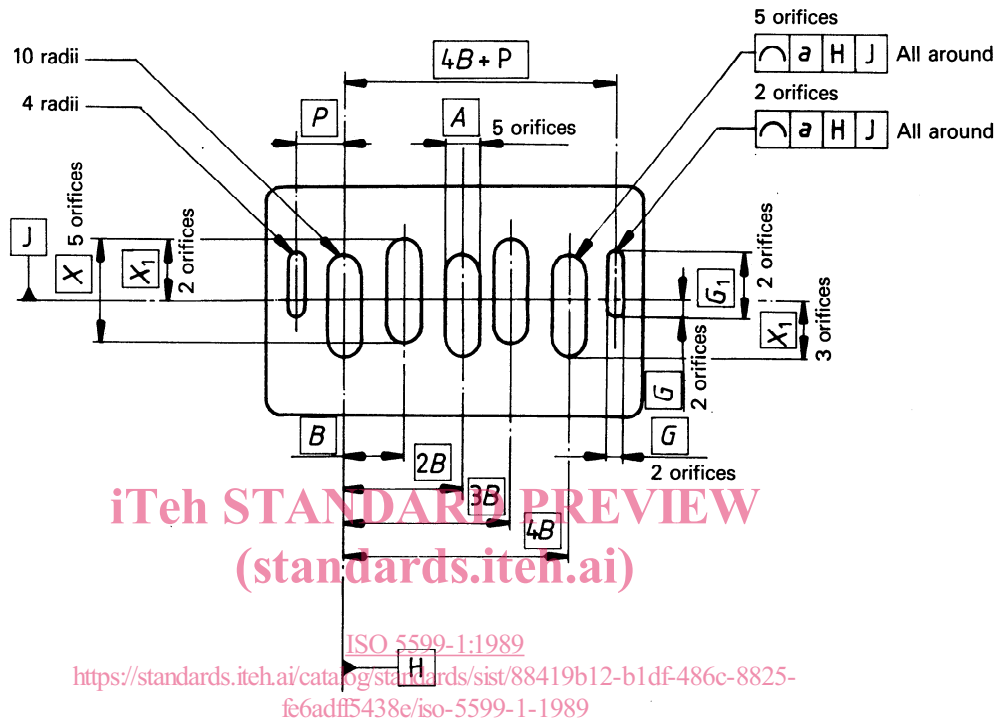 5 orifices
⌒ a H J All around
2 orifices
⌒ a H J All around
10 radii
4 radii
4B + P
P
A
5 orifices
J
X
5 orifices
X1
2 orifices
G1
2 orifices
X1
3 orifices
G
2 orifices
G
2 orifices
B
2B
3B
4B
H
iTeh STANDARD PREVIEW
(standards.iteh.ai)
ISO 5599-1:1989
https://standards.iteh.ai/catalog/standards/sist/88419b12-b1df-486c-8825-
fe6adff5438e/iso-5599-1-1989